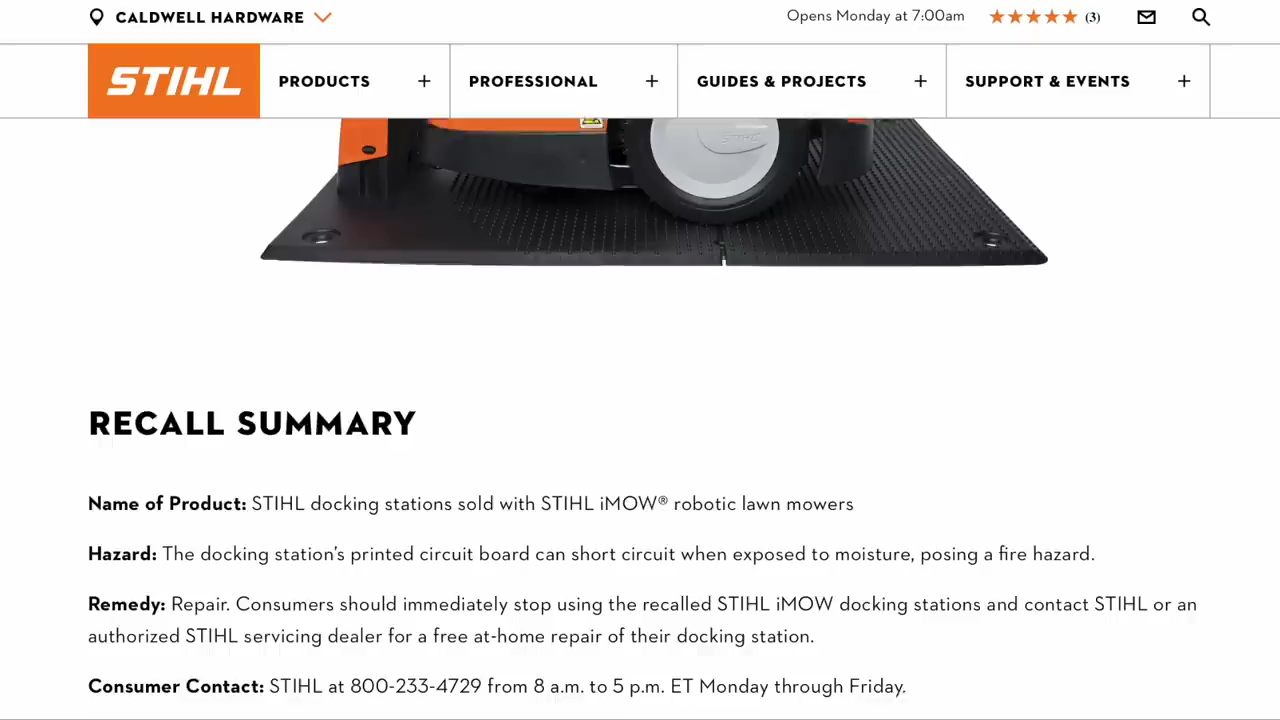 CALDWELL HARDWARE
Opens Monday at 7:00am
(3)
STIHL
PRODUCTS +
PROFESSIONAL +
GUIDES & PROJECTS +
SUPPORT & EVENTS +
STIHL
RECALL SUMMARY
Name of Product: STIHL docking stations sold with STIHL iMOW® robotic lawn mowers
Hazard: The docking station's printed circuit board can short circuit when exposed to moisture, posing a fire hazard.
Remedy: Repair. Consumers should immediately stop using the recalled STIHL iMOW docking stations and contact STIHL or an
authorized STIHL servicing dealer for a free at-home repair of their docking station.
Consumer Contact: STIHL at 800-233-4729 from 8 a.m. to 5 p.m. ET Monday through Friday.